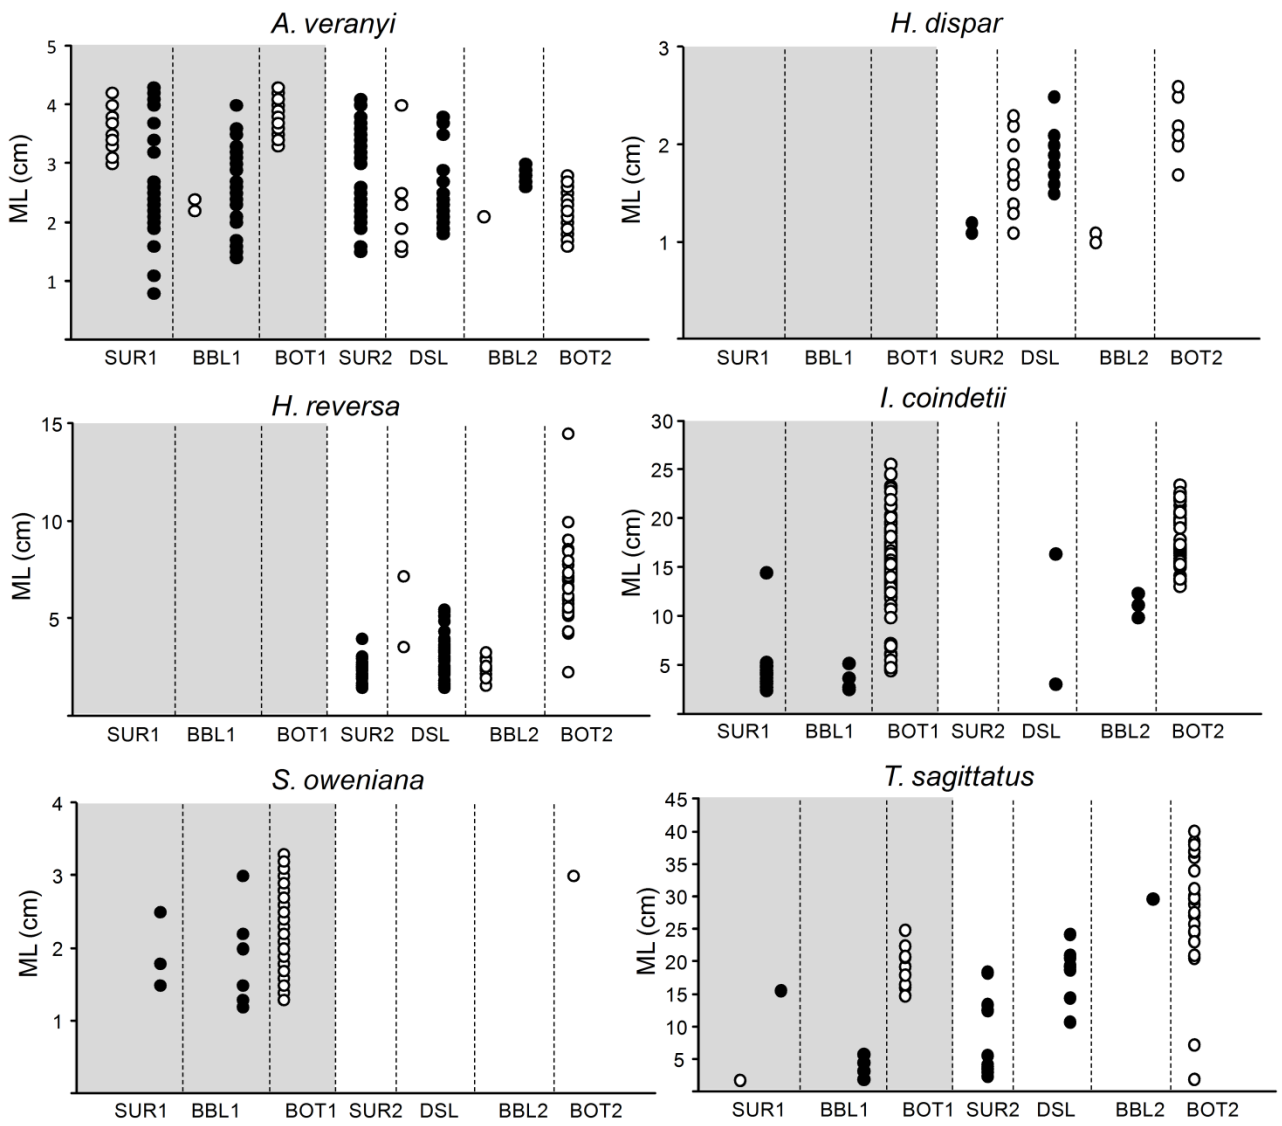 A. veranyi
5
4
3
2
1
ML (cm)
SUR1 BBL1 BOT1 SUR2 DSL BBL2 BOT2
H. dispar
3
2
1
ML (cm)
SUR1 BBL1 BOT1 SUR2 DSL BBL2 BOT2
H. reversa
15
10
5
ML (cm)
SUR1 BBL1 BOT1 SUR2 DSL BBL2 BOT2
I. coindetii
30
25
20
15
10
5
ML (cm)
SUR1 BBL1 BOT1 SUR2 DSL BBL2 BOT2
S. oweniana
4
3
2
1
ML (cm)
SUR1 BBL1 BOT1 SUR2 DSL BBL2 BOT2
T. sagittatus
45
40
35
30
25
20
15
10
5
ML (cm)
SUR1 BBL1 BOT1 SUR2 DSL BBL2 BOT2